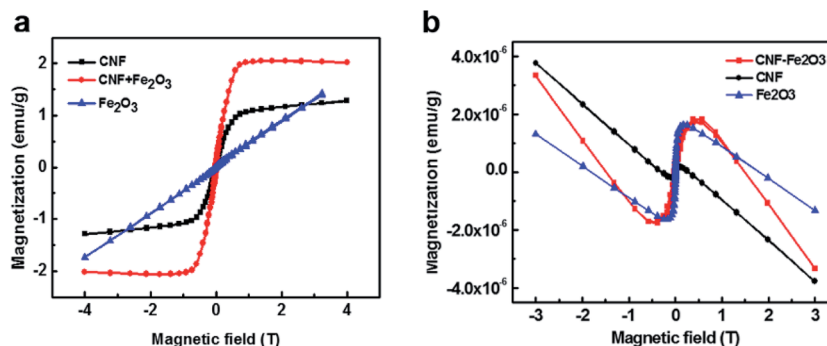 a
CNF
CNF+Fe₂O₃
Fe₂O₃
Magnetization (emu/g)
2
1
0
-1
-2
-4 -2 0 2 4
Magnetic field (T)
b
CNF-Fe2O3
CNF
Fe2O3
Magnetization (emu/g)
4.0x10⁻⁶
2.0x10⁻⁶
0.0
-2.0x10⁻⁶
-4.0x10⁻⁶
-3 -2 -1 0 1 2 3
Magnetic field (T)